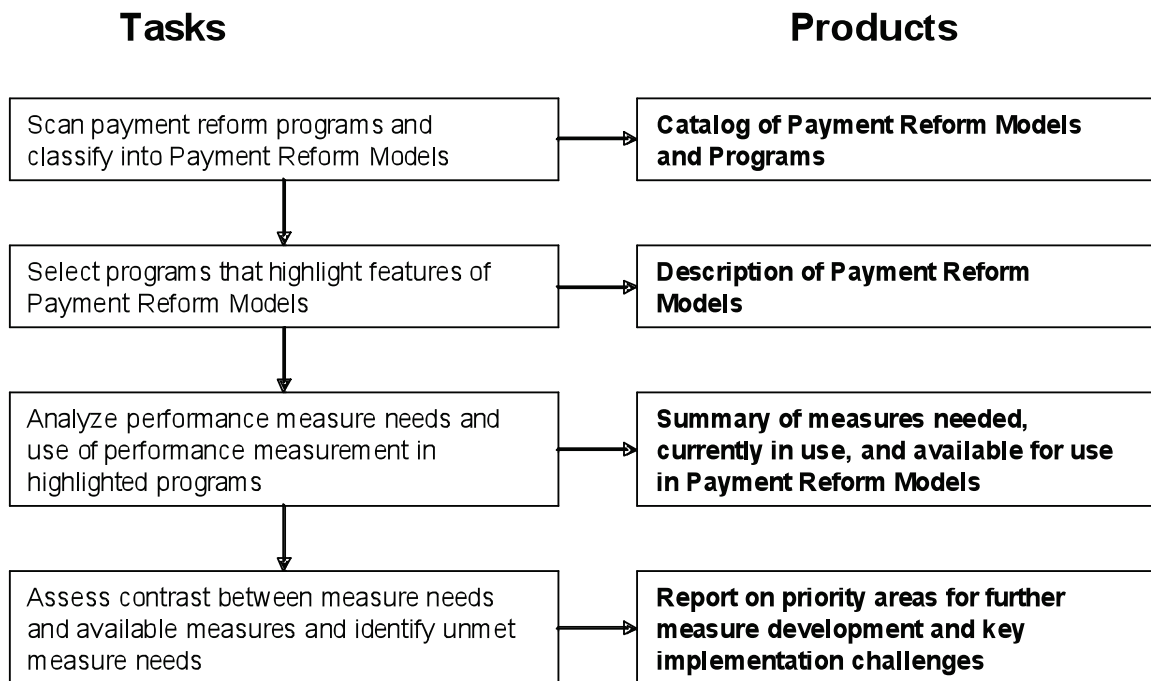 Tasks
Products
Scan payment reform programs and
classify into Payment Reform Models
Catalog of Payment Reform Models
and Programs
Select programs that highlight features of
Payment Reform Models
Description of Payment Reform
Models
Analyze performance measure needs and
use of performance measurement in
highlighted programs
Summary of measures needed,
currently in use, and available for use
in Payment Reform Models
Assess contrast between measure needs
and available measures and identify unmet
measure needs
Report on priority areas for further
measure development and key
implementation challenges